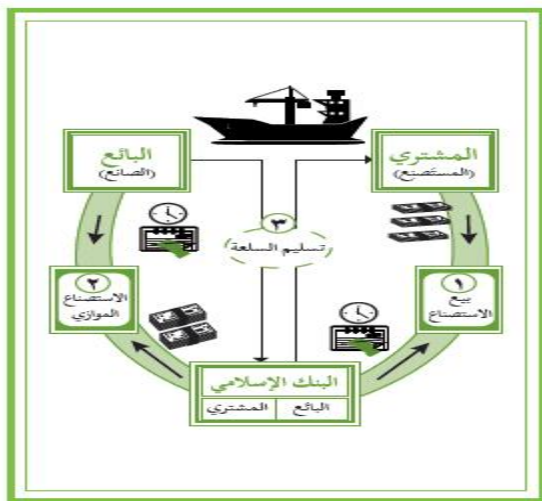 المشتري
(المستصنع)
البائع
(الصانع)
٣
تسليم السلعة
١
بيع
الاستصناع
٢
الاستصناع
الموازي
البنك الإسلامي
البائع
المشتري